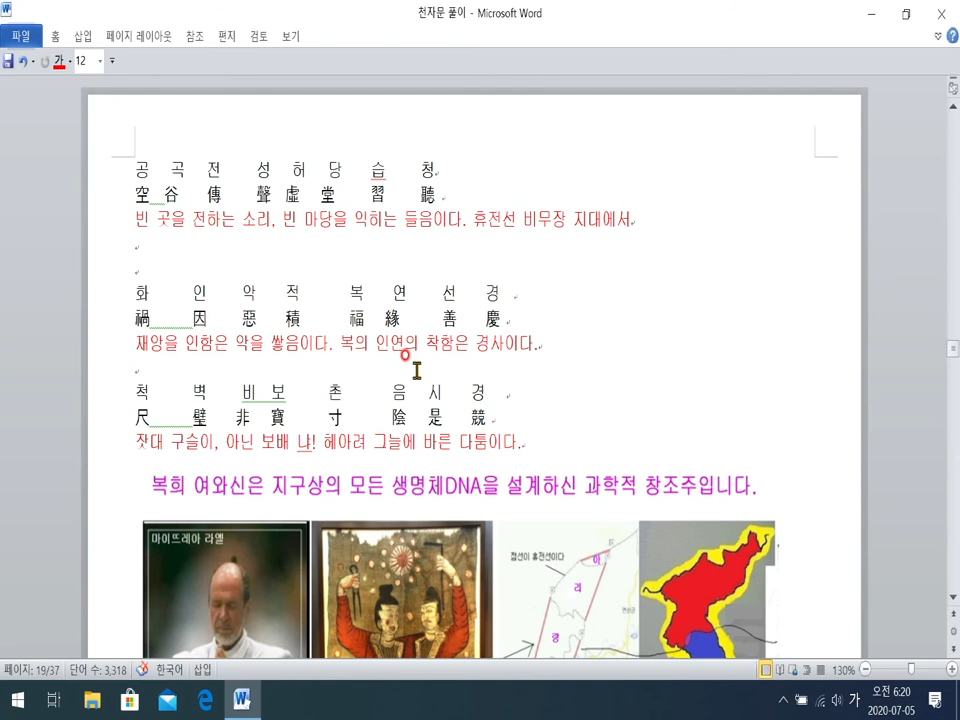 천자문 풀이 - Microsoft Word
파일 홈 삽입 페이지 레이아웃 참조 편지 검토 보기
가 12
공 곡 전 성 허 당 습 청
空 谷 傳 聲 虛 堂 習 聽
빈 곳을 전하는 소리, 빈 마당을 익히는 들음이다. 휴전선 비무장 지대에서
화 인 악 적 복 연 선 경
禍 因 惡 積 福 緣 善 慶
재앙을 인함은 악을 쌓음이다. 복의 인연의 착함은 경사이다.
척 벽 비 보 촌 음 시 경
尺 璧 非 寶 寸 陰 是 競
잣대 구슬이, 아닌 보배 냐! 헤아려 그늘에 바른 다툼이다.
복희 여와신은 지구상의 모든 생명체DNA을 설계하신 과학적 창조주입니다.
마이뜨레아 라엘
점선이 휴전선이다
아
리
랑
페이지: 19/37 단어 수: 3,318 한국어 삽입 130%
가 오전 6:20
2020-07-05